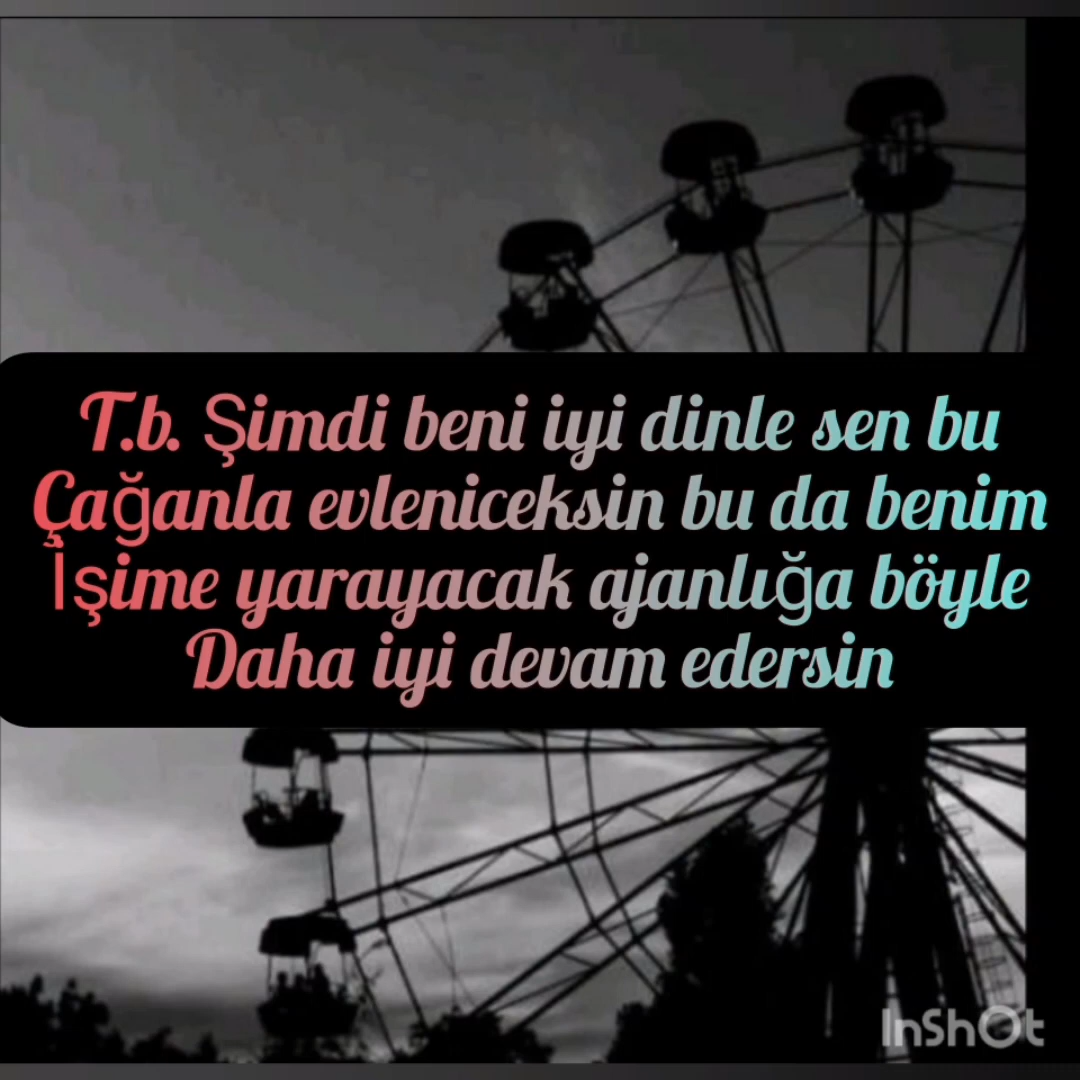 T.b. Şimdi beni iyi dinle sen bu
Çağanla evleniceksin bu da benim
İşime yarayacak ajanlığa böyle
Daha iyi devam edersin
InShOt